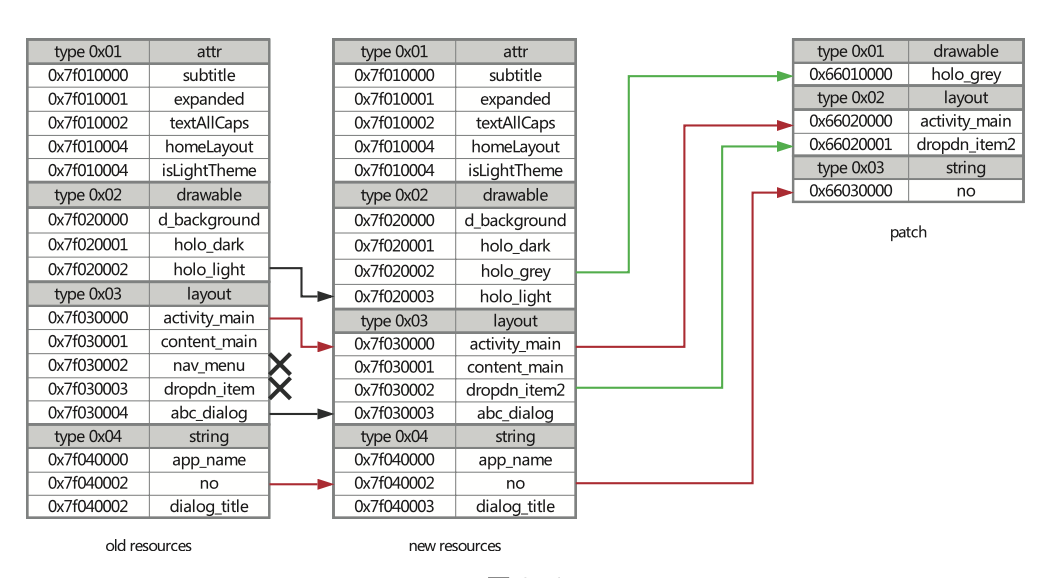 type 0x01 attr
0x7f010000 subtitle
0x7f010001 expanded
0x7f010002 textAllCaps
0x7f010004 homeLayout
0x7f010004 isLightTheme
type 0x02 drawable
0x7f020000 d_background
0x7f020001 holo_dark
0x7f020002 holo_light
type 0x03 layout
0x7f030000 activity_main
0x7f030001 content_main
0x7f030002 nav_menu
0x7f030003 dropdn_item
0x7f030004 abc_dialog
type 0x04 string
0x7f040000 app_name
0x7f040002 no
0x7f040002 dialog_title
old resources
type 0x01 attr
0x7f010000 subtitle
0x7f010001 expanded
0x7f010002 textAllCaps
0x7f010004 homeLayout
0x7f010004 isLightTheme
type 0x02 drawable
0x7f020000 d_background
0x7f020001 holo_dark
0x7f020002 holo_grey
0x7f020003 holo_light
type 0x03 layout
0x7f030000 activity_main
0x7f030001 content_main
0x7f030002 dropdn_item2
0x7f030003 abc_dialog
type 0x04 string
0x7f040000 app_name
0x7f040002 no
0x7f040003 dialog_title
new resources
type 0x01 drawable
0x66010000 holo_grey
type 0x02 layout
0x66020000 activity_main
0x66020001 dropdn_item2
type 0x03 string
0x66030000 no
patch